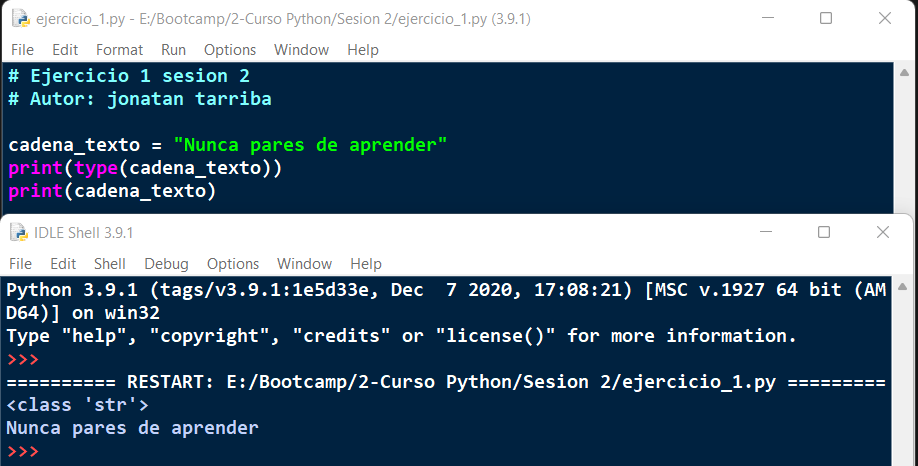 ejercicio_1.py - E:/Bootcamp/2-Curso Python/Sesion 2/ejercicio_1.py (3.9.1)
File Edit Format Run Options Window Help
# Ejercicio 1 sesion 2
# Autor: jonatan tarriba
cadena_texto = "Nunca pares de aprender"
print(type(cadena_texto))
print(cadena_texto)
IDLE Shell 3.9.1
File Edit Shell Debug Options Window Help
Python 3.9.1 (tags/v3.9.1:1e5d33e, Dec  7 2020, 17:08:21) [MSC v.1927 64 bit (AM
D64)] on win32
Type "help", "copyright", "credits" or "license()" for more information.
>>>
========== RESTART: E:/Bootcamp/2-Curso Python/Sesion 2/ejercicio_1.py =========
<class 'str'>
Nunca pares de aprender
>>>